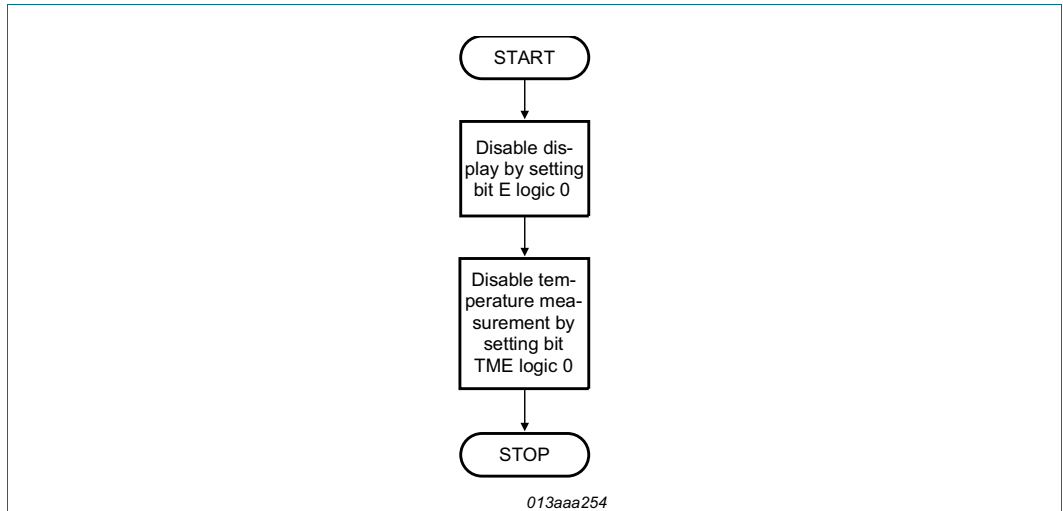 START
Disable dis-
play by setting
bit E logic 0
Disable tem-
perature mea-
surement by
setting bit
TME logic 0
STOP
013aaa254